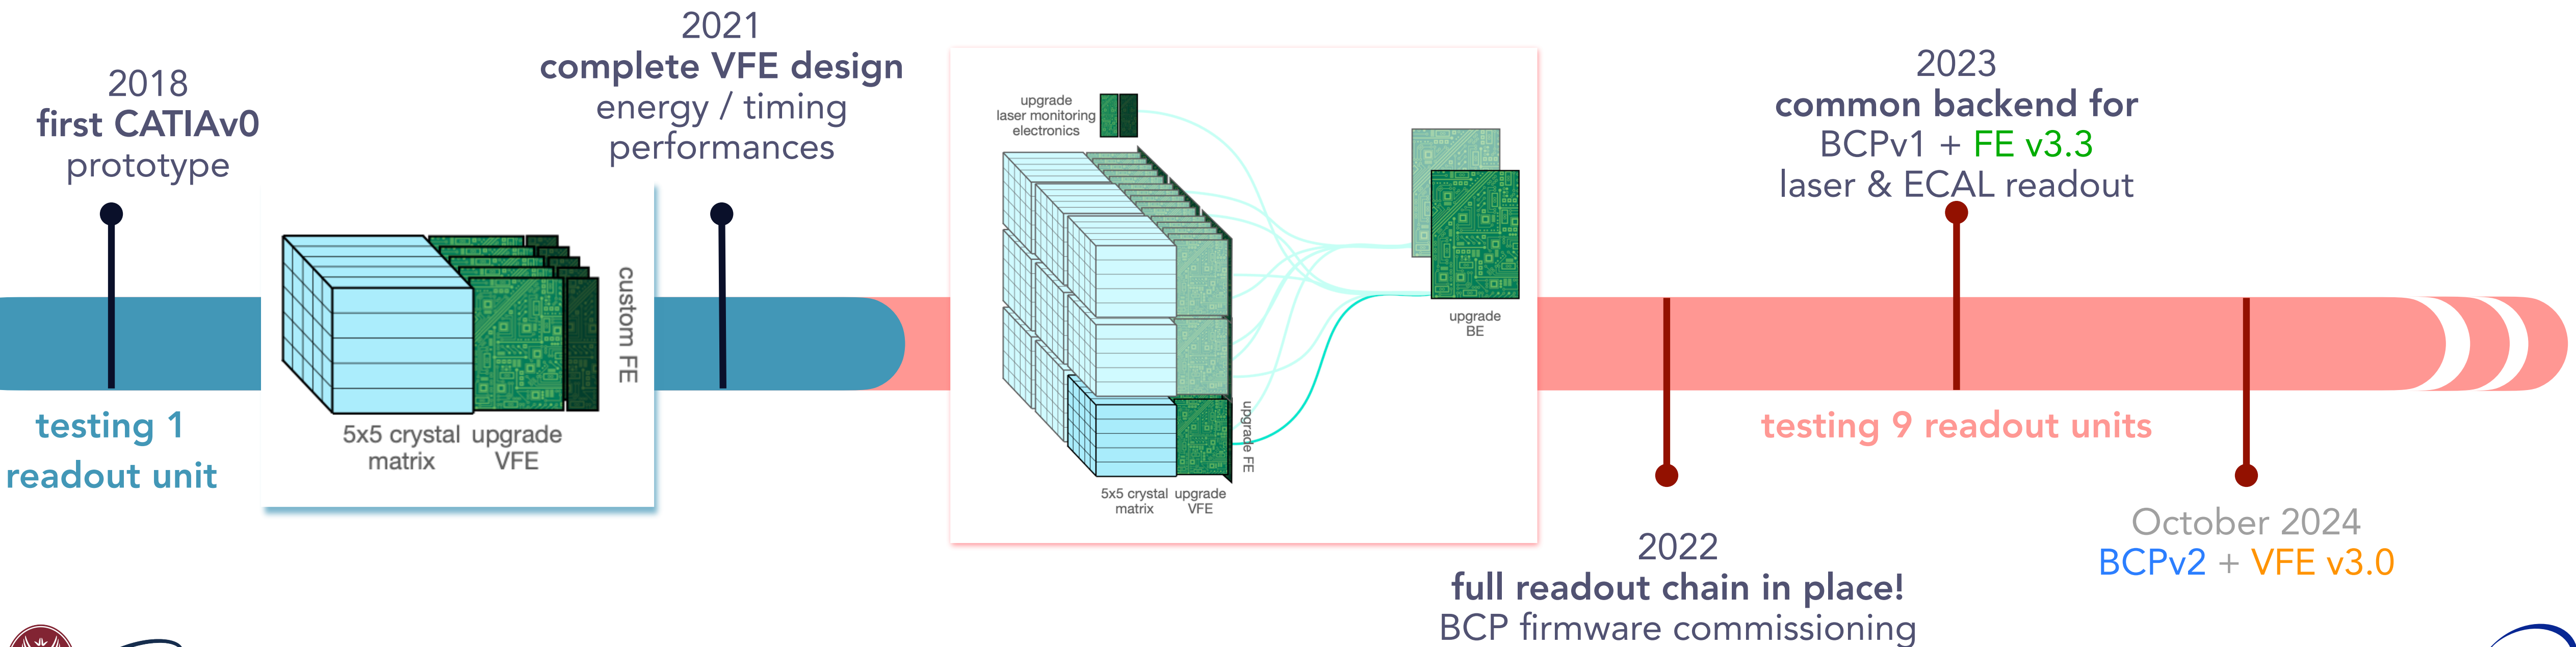 2018
first CATIAv0
prototype
testing 1
readout unit
5x5 crystal
matrix
upgrade
VFE
custom FE
2021
complete VFE design
energy / timing
performances
upgrade
laser monitoring
electronics
5x5 crystal
matrix
upgrade
VFE
upgrade FE
upgrade
BE
2022
full readout chain in place!
BCP firmware commissioning
2023
common backend for
BCPv1 + FE v3.3
laser & ECAL readout
testing 9 readout units
October 2024
BCPv2 + VFE v3.0